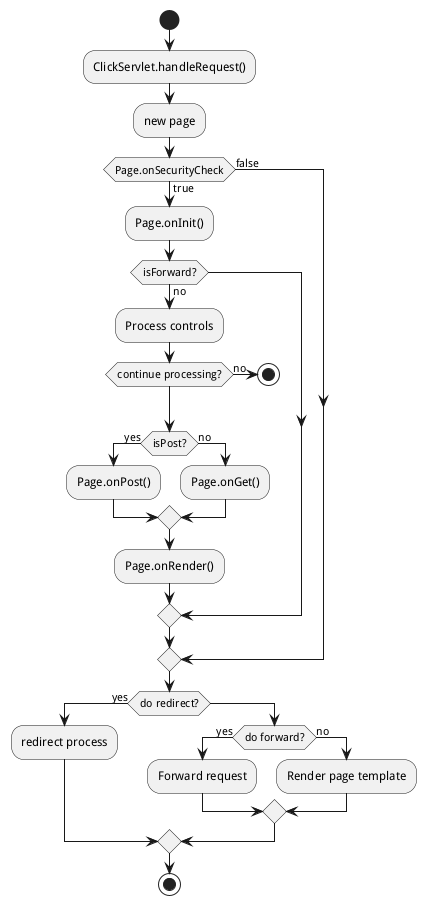 ClickServlet.handleRequest()
new page
Page.onSecurityCheck
false
true
Page.onInit()
isForward?
no
Process controls
continue processing?
no
isPost?
yes
no
Page.onPost()
Page.onGet()
Page.onRender()
do redirect?
yes
redirect process
do forward?
yes
no
Forward request
Render page template